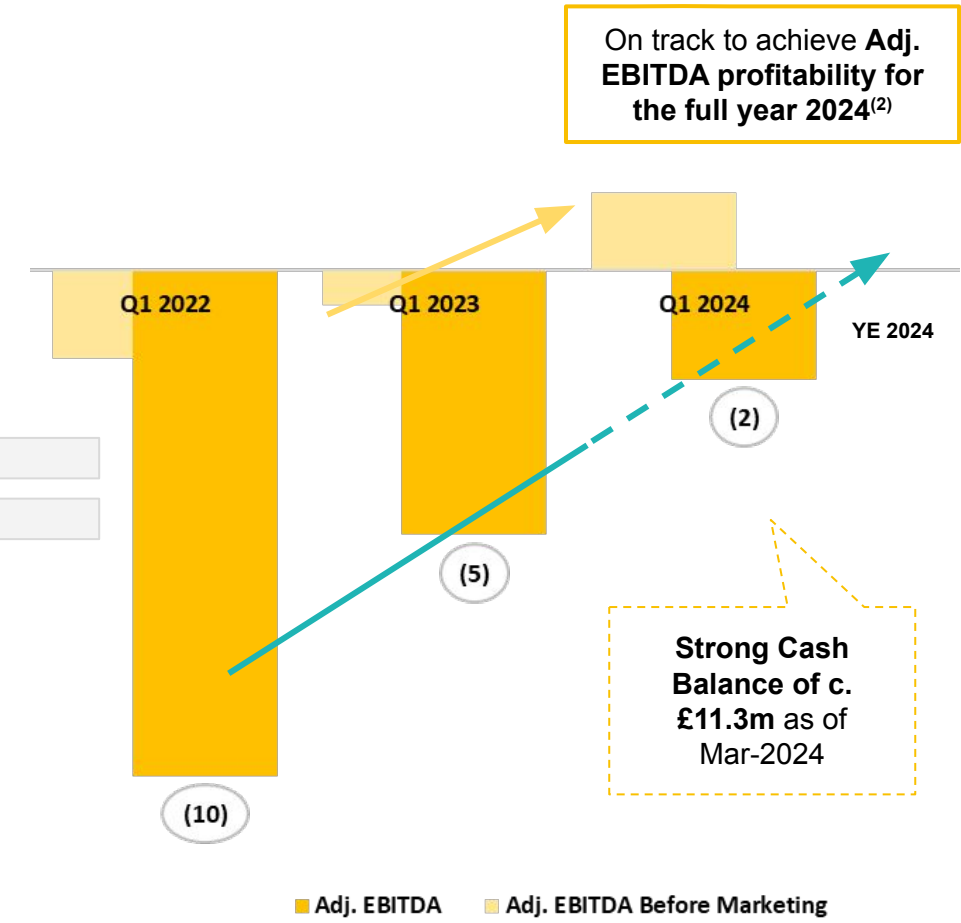 On track to achieve Adj.
EBITDA profitability for
the full year 2024(2)
Q1 2022
Q1 2023
Q1 2024
YE 2024
(2)
(5)
(10)
Strong Cash
Balance of c.
£11.3m as of
Mar-2024
Adj. EBITDA
Adj. EBITDA Before Marketing